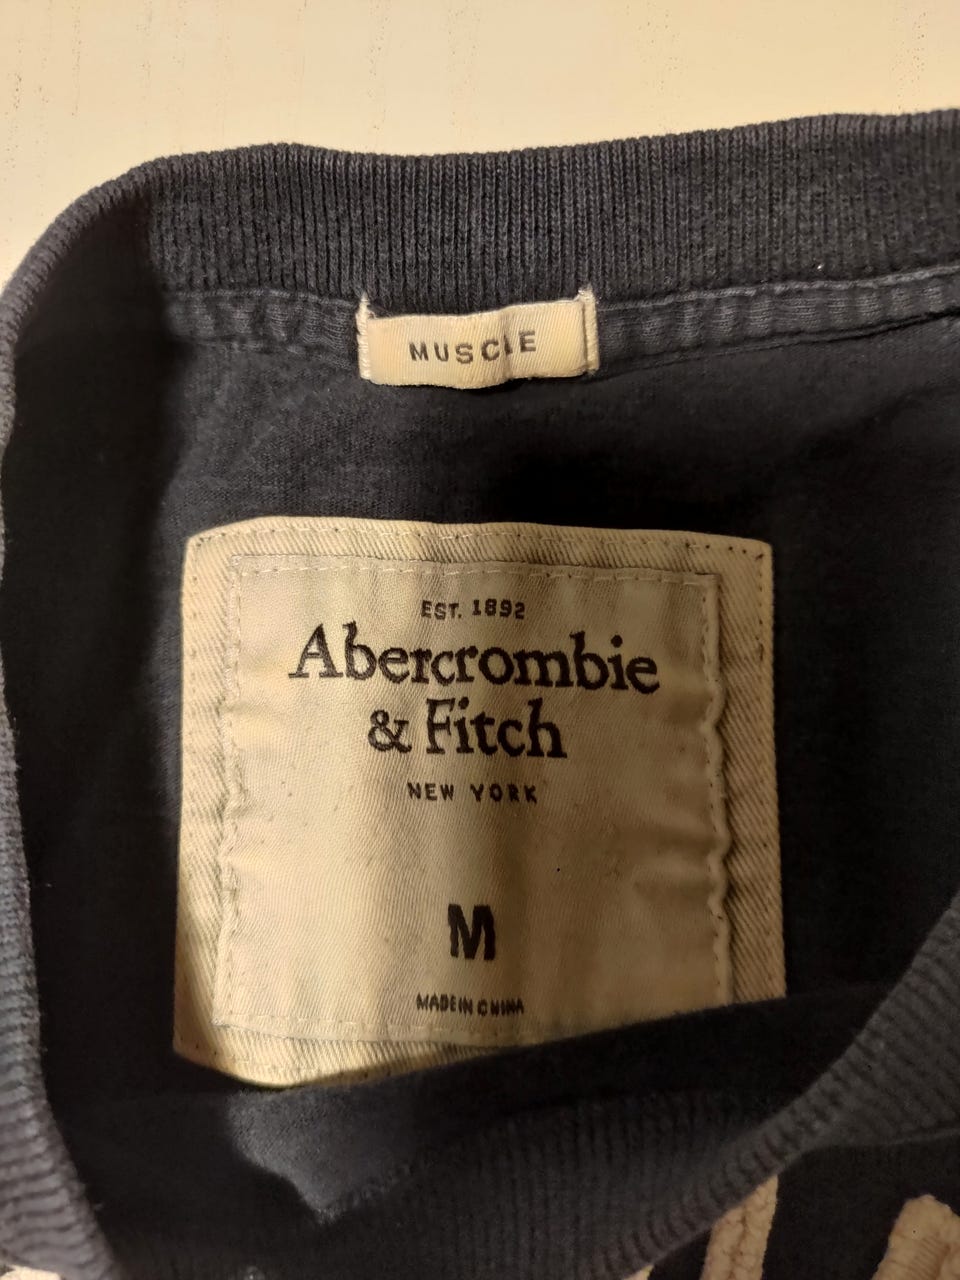 MUSCLE
EST. 1892
Abercrombie
& Fitch
NEW YORK
M
MADE IN CHINA